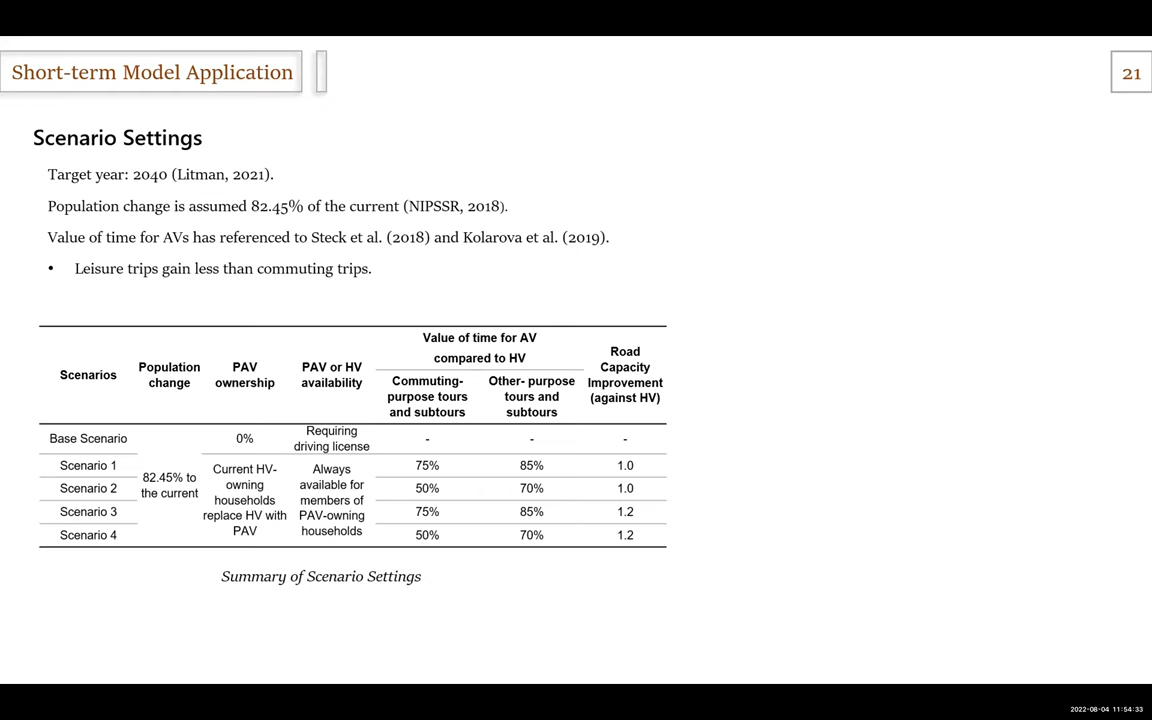 Short-term Model Application
21
Scenario Settings
Target year: 2040 (Litman, 2021).
Population change is assumed 82.45% of the current (NIPSSR, 2018).
Value of time for AVs has referenced to Steck et al. (2018) and Kolarova et al. (2019).
• Leisure trips gain less than commuting trips.
Scenarios
Population
change
PAV
ownership
PAV or HV
availability
Value of time for AV
compared to HV
Commuting-
purpose tours
and subtours
Other- purpose
tours and
subtours
Road
Capacity
Improvement
(against HV)
Base Scenario
0%
Requiring
driving license
-
-
-
82.45% to
the current
Current HV-
owning
households
replace HV with
PAV
Always
available for
members of
PAV-owning
households
Scenario 1 75% 85% 1.0
Scenario 2 50% 70% 1.0
Scenario 3 75% 85% 1.2
Scenario 4 50% 70% 1.2
Summary of Scenario Settings
2022-08-04 11:54:33